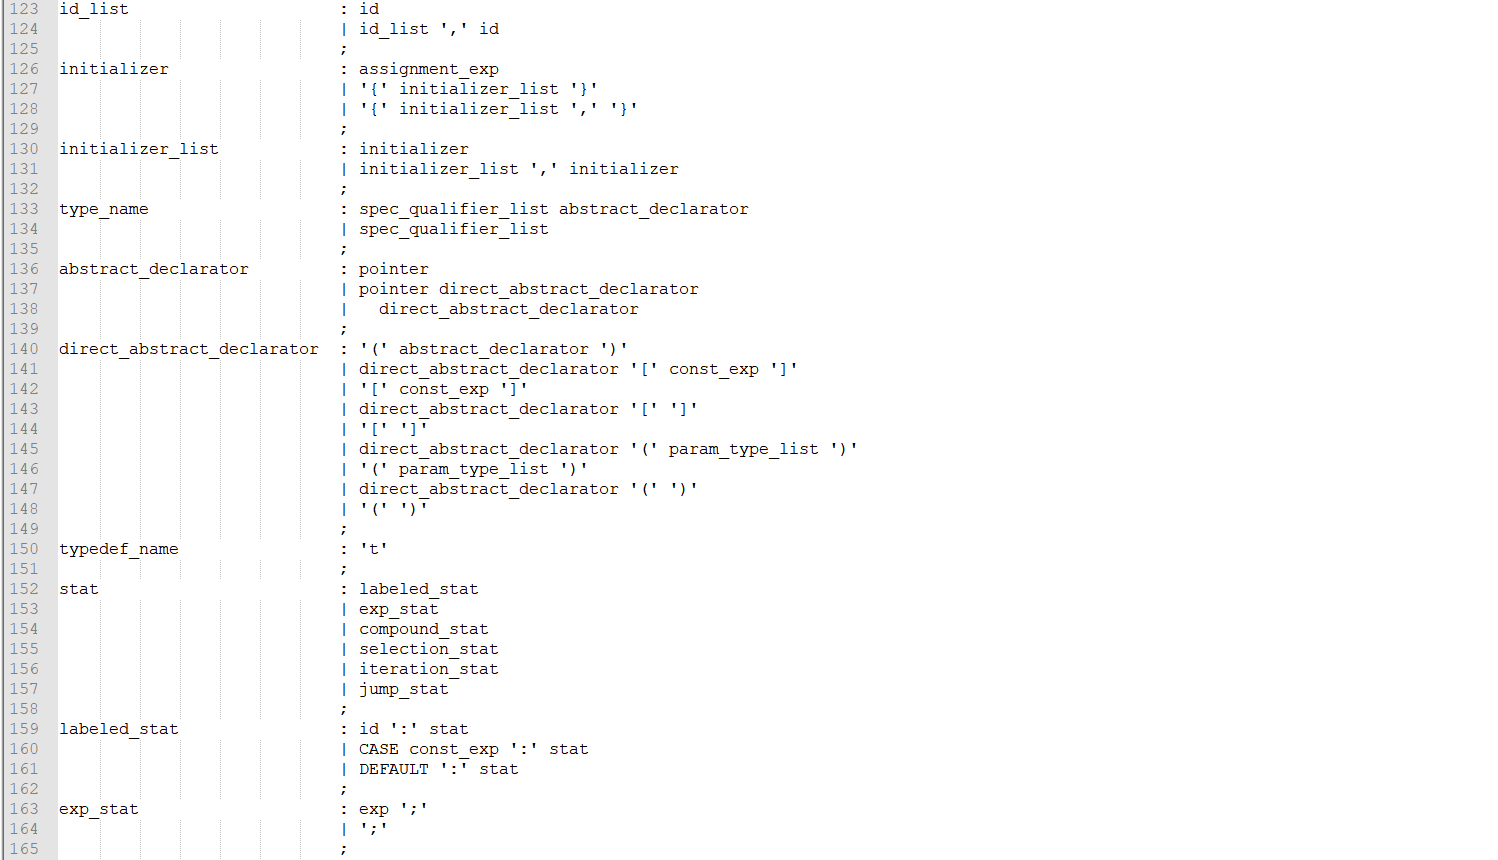 123 id_list : id
124 | id_list ',' id
125 ;
126 initializer : assignment_exp
127 | '{' initializer_list '}'
128 | '{' initializer_list ',' '}'
129 ;
130 initializer_list : initializer
131 | initializer_list ',' initializer
132 ;
133 type_name : spec_qualifier_list abstract_declarator
134 | spec_qualifier_list
135 ;
136 abstract_declarator : pointer
137 | pointer direct_abstract_declarator
138 | direct_abstract_declarator
139 ;
140 direct_abstract_declarator : '(' abstract_declarator ')'
141 | direct_abstract_declarator '[' const_exp ']'
142 | '[' const_exp ']'
143 | direct_abstract_declarator '[' ']'
144 | '[' ']'
145 | direct_abstract_declarator '(' param_type_list ')'
146 | '(' param_type_list ')'
147 | direct_abstract_declarator '(' ')'
148 | '(' ')'
149 ;
150 typedef_name : 't'
151 ;
152 stat : labeled_stat
153 | exp_stat
154 | compound_stat
155 | selection_stat
156 | iteration_stat
157 | jump_stat
158 ;
159 labeled_stat : id ':' stat
160 | CASE const_exp ':' stat
161 | DEFAULT ':' stat
162 ;
163 exp_stat : exp ';'
164 | ';'
165 ;